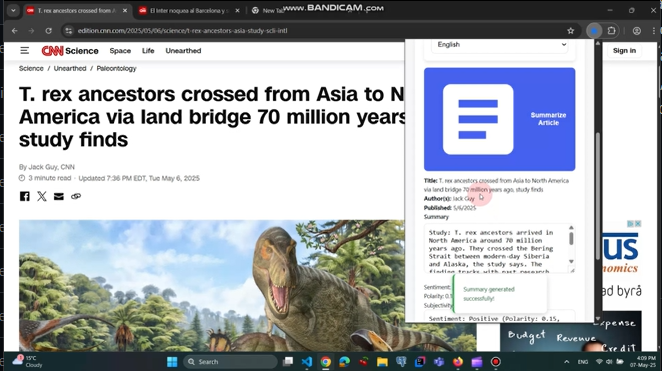 WWW.BANDICAM.COM
T. rex ancestors crossed from As
El Inter noquea al Barcelona y s
New Tab
edition.cnn.com/2025/05/06/science/t-rex-ancestors-asia-study-scli-intl
CNN Science Space Life Unearthed
Sign in
Science / Unearthed / Paleontology
T. rex ancestors crossed from Asia to N
America via land bridge 70 million years
study finds
By Jack Guy, CNN
3 minute read · Updated 7:36 PM EDT, Tue May 6, 2025
English
Summarize
Article
Title: T. rex ancestors crossed from Asia to North America
via land bridge 70 million years ago, study finds
Author(s): Jack Guy
Published: 5/6/2025
Summary
Study: T. rex ancestors arrived in
North America around 70 million
years ago. They crossed the Bering
Strait between modern-day Siberia
and Alaska, the study says. The
finding tracks with past research
Sentiment:
Polarity: 0.1
Subjectivity
Summary generated
successfully!
Sentiment: Positive (Polarity: 0.15,
us
nomics
ad byrå
Expense
Budget Revenue
Credit
15°C
Cloudy
Search
ENG
4:09 PM
07-May-25